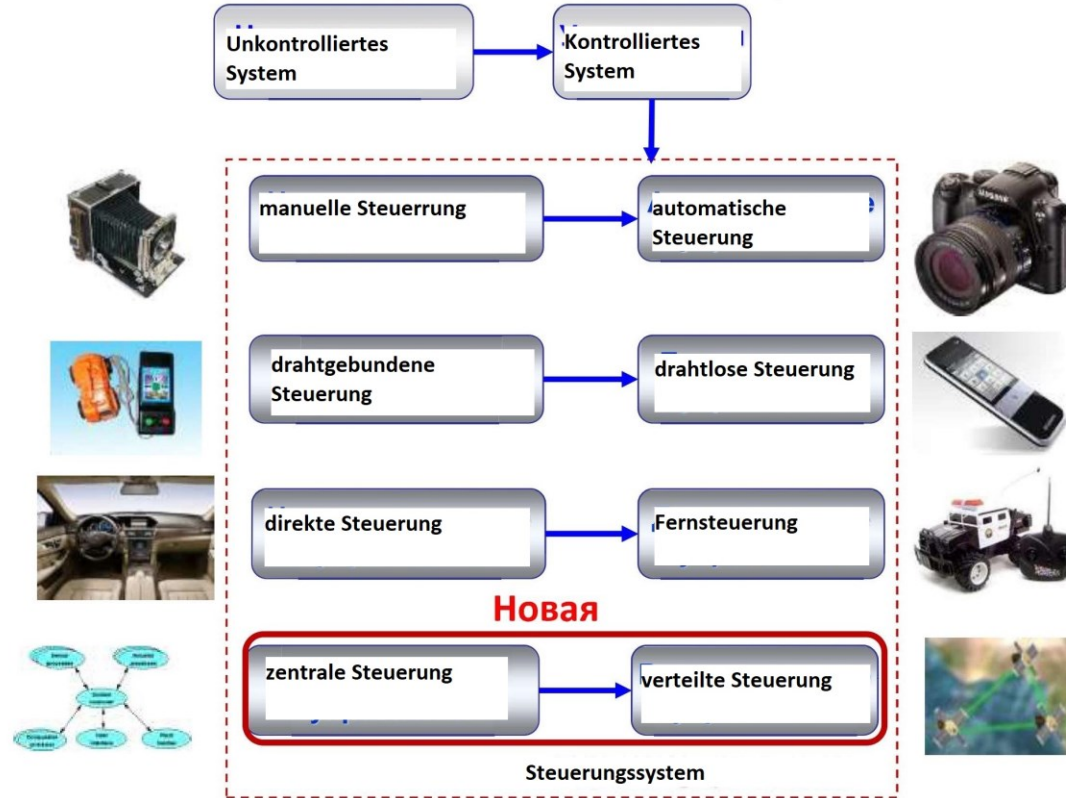 Unkontrolliertes
System
Kontrolliertes
System
manuelle Steuerrung
automatische
Steuerung
drahtgebundene
Steuerung
drahtlose Steuerung
direkte Steuerung
Fernsteuerung
Новая
zentrale Steuerung
verteilte Steuerung
Steuerungssystem
SAMSUNG